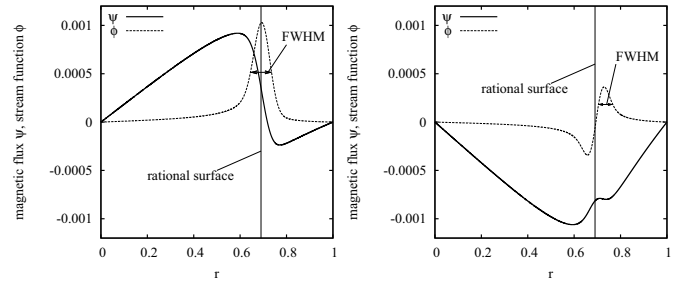 magnetic flux ψ, stream function ϕ
0.001
0.0005
0
-0.0005
-0.001
ψ
ϕ
FWHM
rational surface
0 0.2 0.4 0.6 0.8 1
r
magnetic flux ψ, stream function ϕ
0.001
0.0005
0
-0.0005
-0.001
ψ
ϕ
FWHM
rational surface
0 0.2 0.4 0.6 0.8 1
r